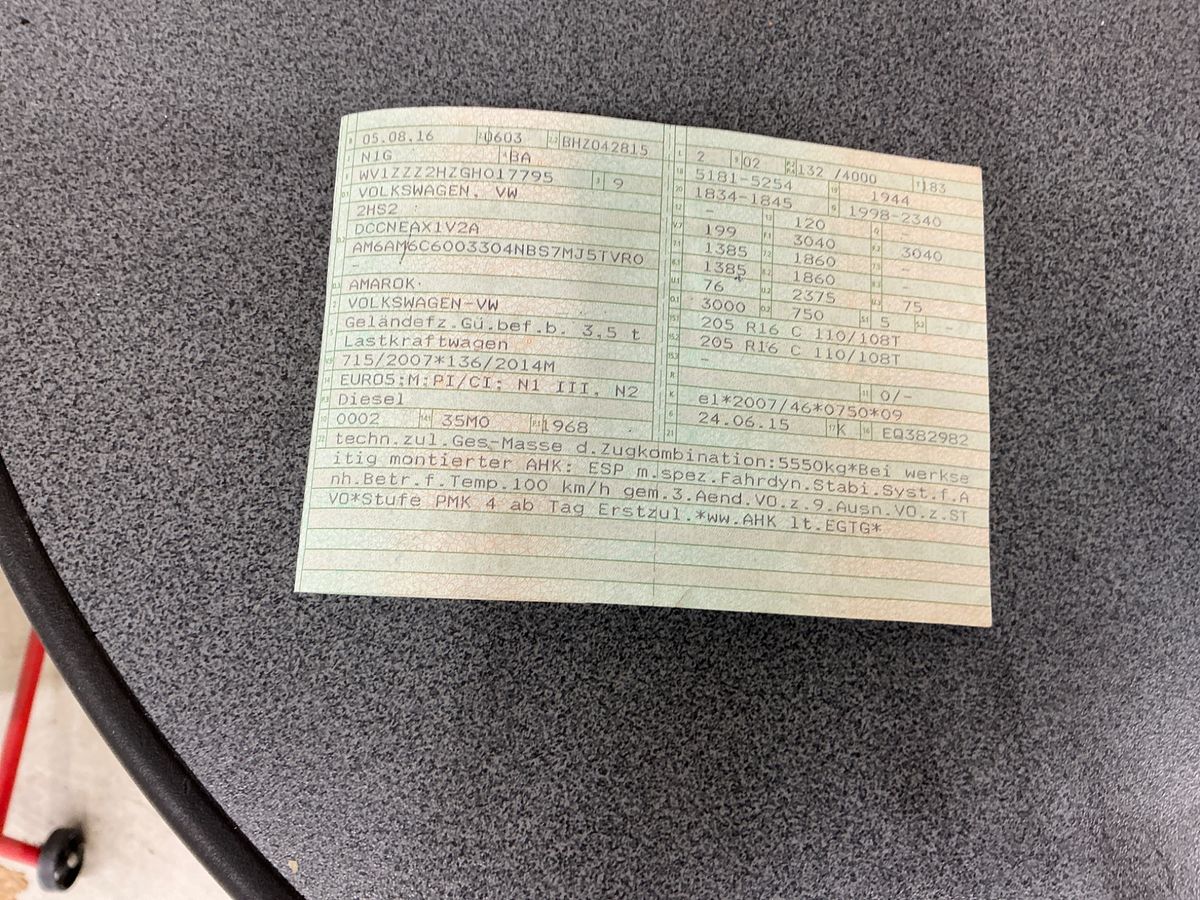 05.08.16 0603 BHZ042815
N1G BA
WV1ZZZ2HZGH017795 9
VOLKSWAGEN, VW
2HS2
DCCNEAX1V2A
AM6AM6C6003304NBS7MJ5TVR0
-
AMAROK
VOLKSWAGEN-VW
Geländefz.Gü.bef.b. 3,5 t
Lastkraftwagen
715/2007*136/2014M
EURO5;M;PI/CI; N1 III, N2
Diesel
0002 35MO 1968
2 02 132 /4000 183
5181-5254 1944
1834-1845 1998-2340
- 120
199 3040 3040
1385 1860 -
1385 1860 -
76 2375 75
3000 750 5 -
205 R16 C 110/108T
205 R16 C 110/108T
-
0/-
e1*2007/46*0750*09
24.06.15 K EQ382982
techn.zul.Ges-Masse d.Zugkombination:5550kg*Bei werkse
itig montierter AHK: ESP m.spez.Fahrdyn.Stabi.Syst.f.A
nh.Betr.f.Temp.100 km/h gem.3.Aend.VO.z.9.Ausn.VO.z.ST
VO*Stufe PMK 4 ab Tag Erstzul.*ww.AHK lt.EGTG*